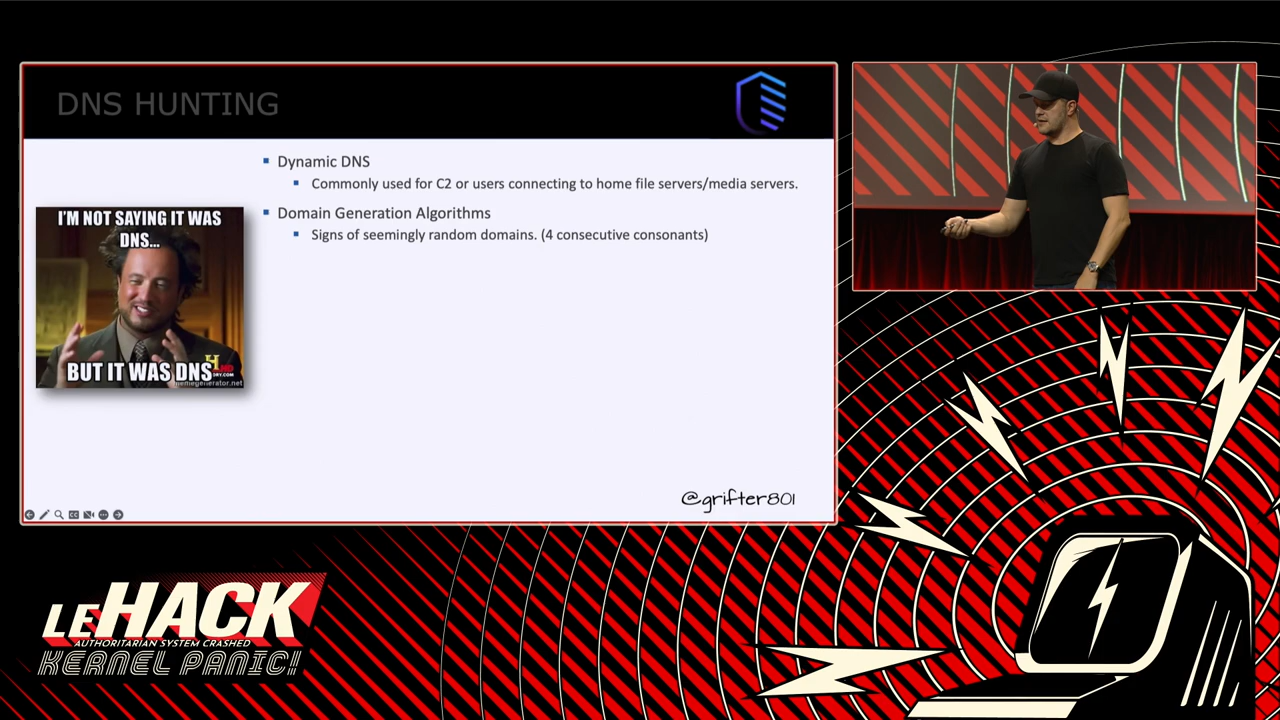 DNS HUNTING
Dynamic DNS
Commonly used for C2 or users connecting to home file servers/media servers.
Domain Generation Algorithms
Signs of seemingly random domains. (4 consecutive consonants)
I'M NOT SAYING IT WAS
DNS...
BUT IT WAS DNS
memegenerator.net
@grifter801
LEHACK
AUTHORITARIAN SYSTEM CRASHED
KERNEL PANIC!